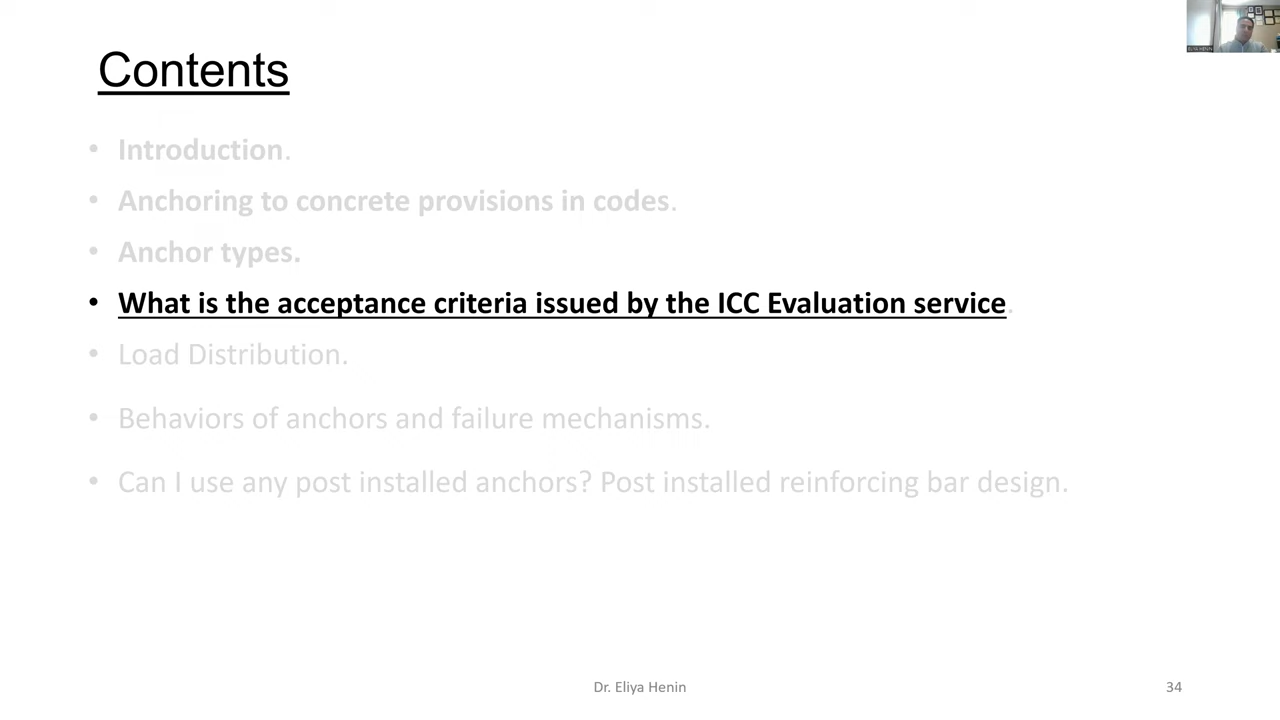 Contents
• Introduction.
• Anchoring to concrete provisions in codes.
• Anchor types.
• What is the acceptance criteria issued by the ICC Evaluation service.
• Load Distribution.
• Behaviors of anchors and failure mechanisms.
• Can I use any post installed anchors? Post installed reinforcing bar design.
Dr. Eliya Henin
34